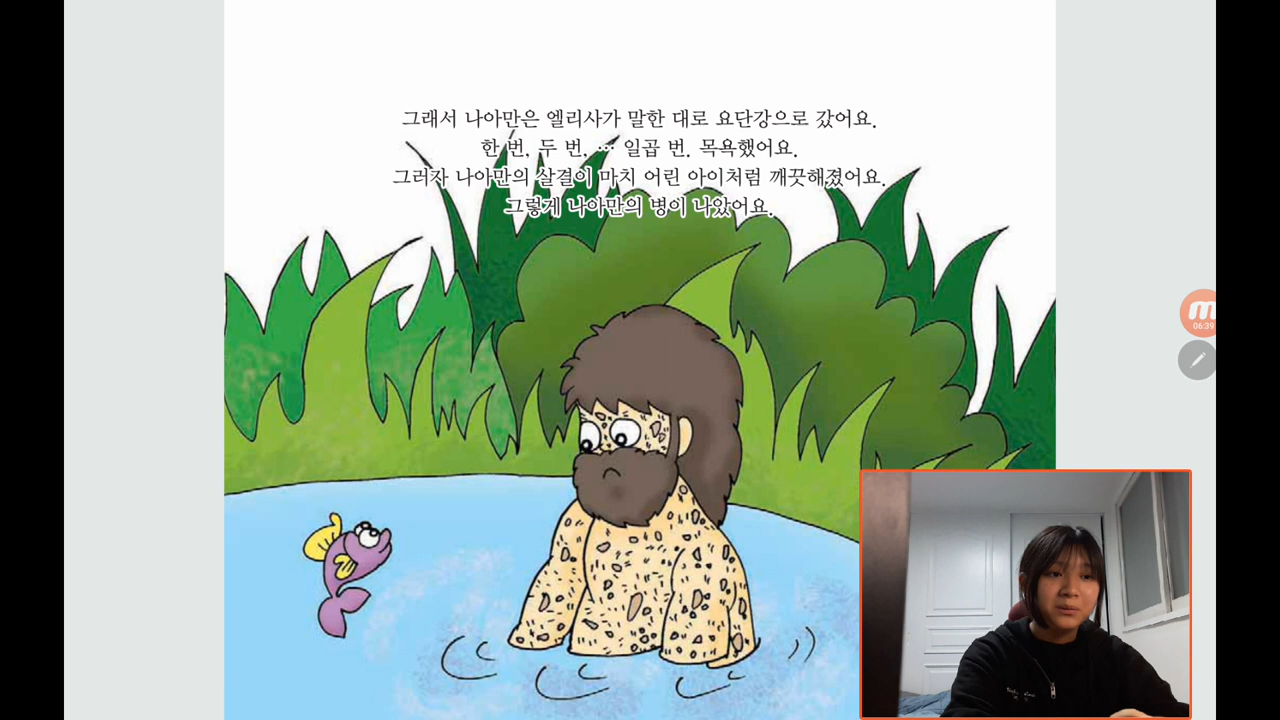 그래서 나아만은 엘리사가 말한 대로 요단강으로 갔어요.
한 번, 두 번, … 일곱 번, 목욕했어요.
그러자 나아만의 살결이 마치 어린 아이처럼 깨끗해졌어요.
그렇게 나아만의 병이 나았어요.
06:39